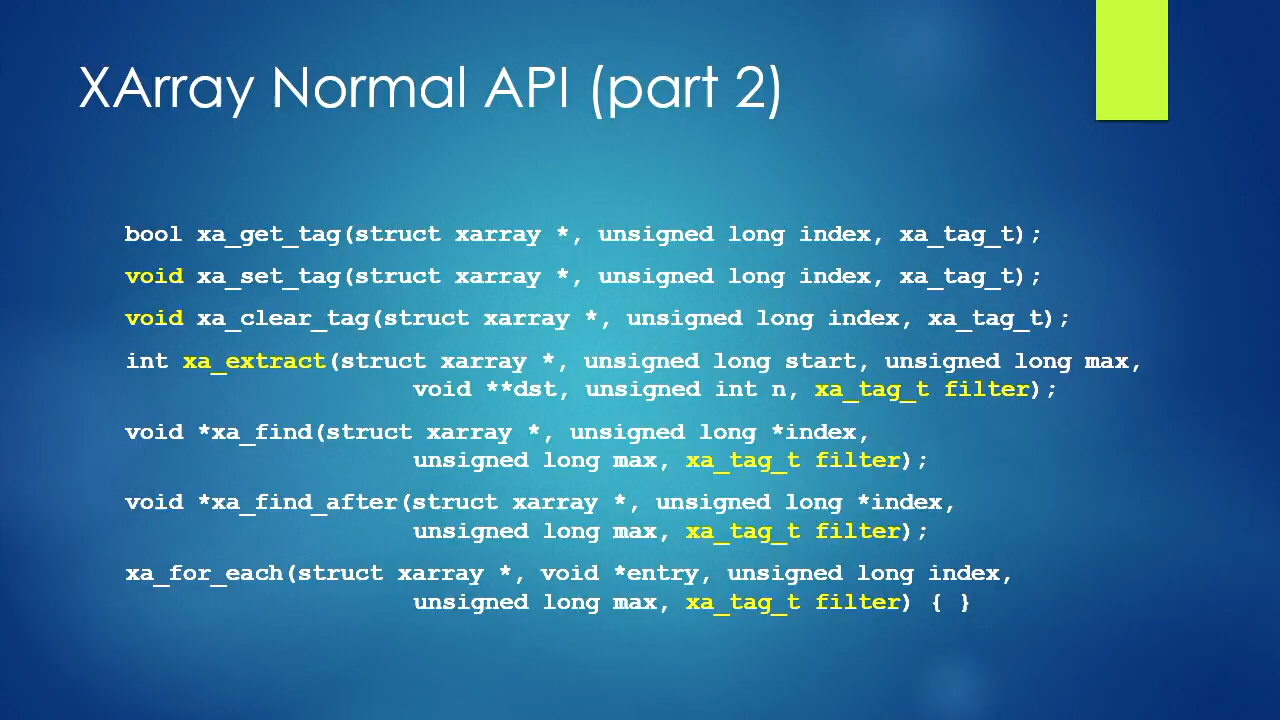 XArray Normal API (part 2)
bool xa_get_tag(struct xarray *, unsigned long index, xa_tag_t);
void xa_set_tag(struct xarray *, unsigned long index, xa_tag_t);
void xa_clear_tag(struct xarray *, unsigned long index, xa_tag_t);
int xa_extract(struct xarray *, unsigned long start, unsigned long max,
void **dst, unsigned int n, xa_tag_t filter);
void *xa_find(struct xarray *, unsigned long *index,
unsigned long max, xa_tag_t filter);
void *xa_find_after(struct xarray *, unsigned long *index,
unsigned long max, xa_tag_t filter);
xa_for_each(struct xarray *, void *entry, unsigned long index,
unsigned long max, xa_tag_t filter) { }